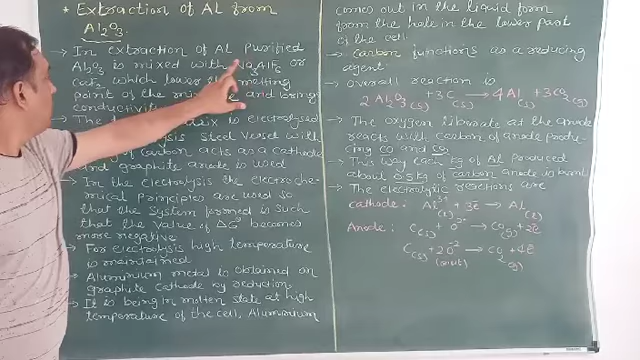 * Extraction of Al from
Al2O3.
→ In extraction of Al Purified
Al2O3 is mixed with Na3AlF6 or
CaF2 which lower the melting
point of the mix and brings
conductivity
→ The is electrolysed
lysis steel vessel with
of carbon acts as a cathode
and graphite anode is used
→ In the electrolysis the electroche-
mical principles are used so
that the system formed is such
that the value of ΔG° becomes
more negative
→ For electrolysis high temperature
is maintained
→ Aluminium metal is obtained on
graphite cathode by reduction
→ It is being in molten state at high
temperature of the cell, Aluminium
comes out in the liquid form
from the hole in the lower part
of the cell.
→ Carbon functions as a reducing
agent
→ overall reaction is
2Al2O3(s) + 3C(s) → 4Al(s) + 3CO2(g)
→ The oxygen liberate at the anode
reacts with carbon of anode produ-
cing CO and CO2
→ This way each kg of Al produced
about 0.5 kg of carbon anode is burnt
→ The electrolytic reactions are
cathode: Al3+ + 3e → Al(l)
Anode: C(s) + O2- → CO(g) + 2e
C(s) + 2O-2 → CO2(g) + 4e